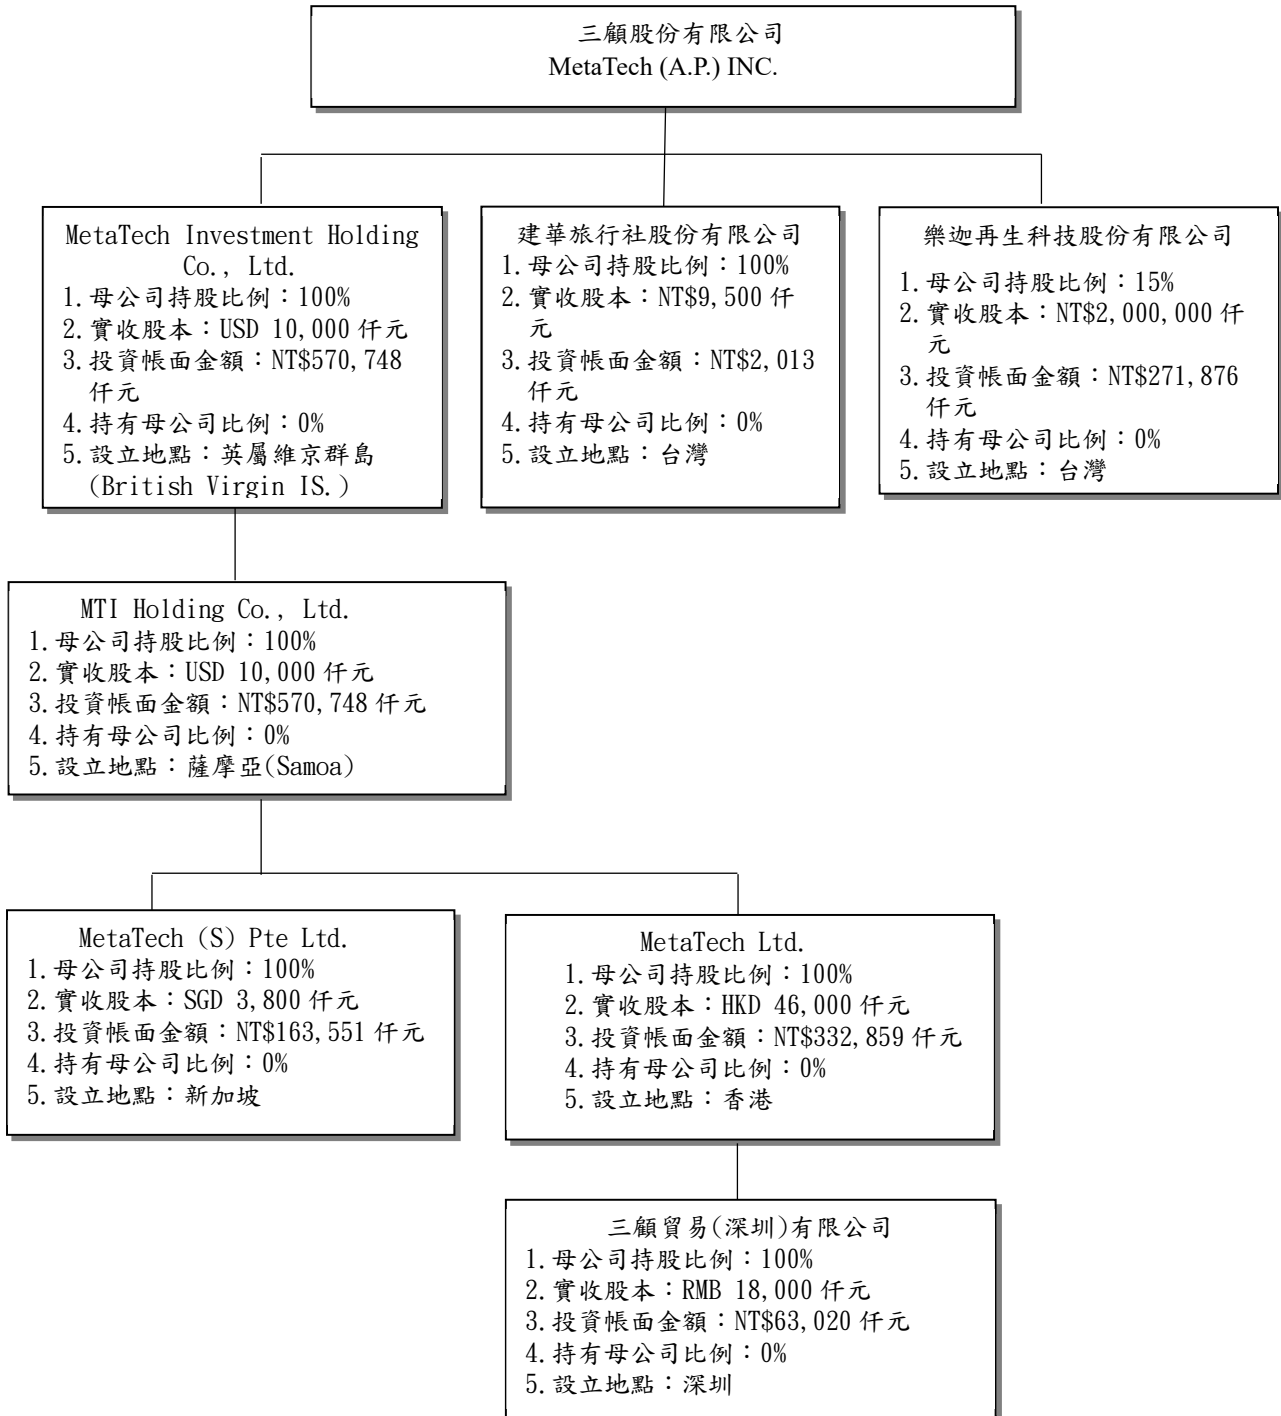 三顧股份有限公司
MetaTech (A.P.) INC.
MetaTech Investment Holding
Co., Ltd.
1.母公司持股比例：100%
2.實收股本：USD 10,000 仟元
3.投資帳面金額：NT$570,748
仟元
4.持有母公司比例：0%
5.設立地點：英屬維京群島
(British Virgin IS.)
建華旅行社股份有限公司
1.母公司持股比例：100%
2.實收股本：NT$9,500 仟
元
3.投資帳面金額：NT$2,013
仟元
4.持有母公司比例：0%
5.設立地點：台灣
樂迦再生科技股份有限公司
1.母公司持股比例：15%
2.實收股本：NT$2,000,000 仟
元
3.投資帳面金額：NT$271,876
仟元
4.持有母公司比例：0%
5.設立地點：台灣
MTI Holding Co., Ltd.
1.母公司持股比例：100%
2.實收股本：USD 10,000 仟元
3.投資帳面金額：NT$570,748 仟元
4.持有母公司比例：0%
5.設立地點：薩摩亞(Samoa)
MetaTech (S) Pte Ltd.
1.母公司持股比例：100%
2.實收股本：SGD 3,800 仟元
3.投資帳面金額：NT$163,551 仟元
4.持有母公司比例：0%
5.設立地點：新加坡
MetaTech Ltd.
1.母公司持股比例：100%
2.實收股本：HKD 46,000 仟元
3.投資帳面金額：NT$332,859 仟元
4.持有母公司比例：0%
5.設立地點：香港
三顧貿易(深圳)有限公司
1.母公司持股比例：100%
2.實收股本：RMB 18,000 仟元
3.投資帳面金額：NT$63,020 仟元
4.持有母公司比例：0%
5.設立地點：深圳